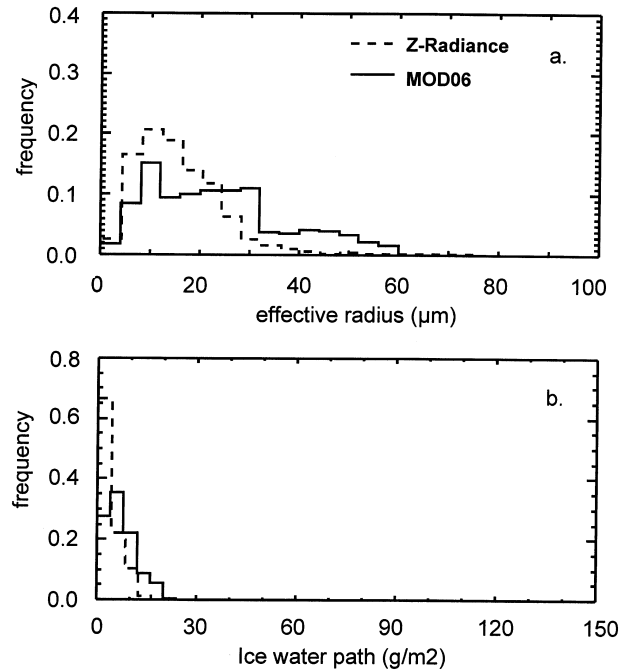 0.4
Z-Radiance
a.
MOD06
0.3
0.2
0.1
0.0
frequency
0 20 40 60 80 100
effective radius (μm)
0.8
b.
0.6
0.4
0.2
0.0
frequency
0 30 60 90 120 150
Ice water path (g/m2)